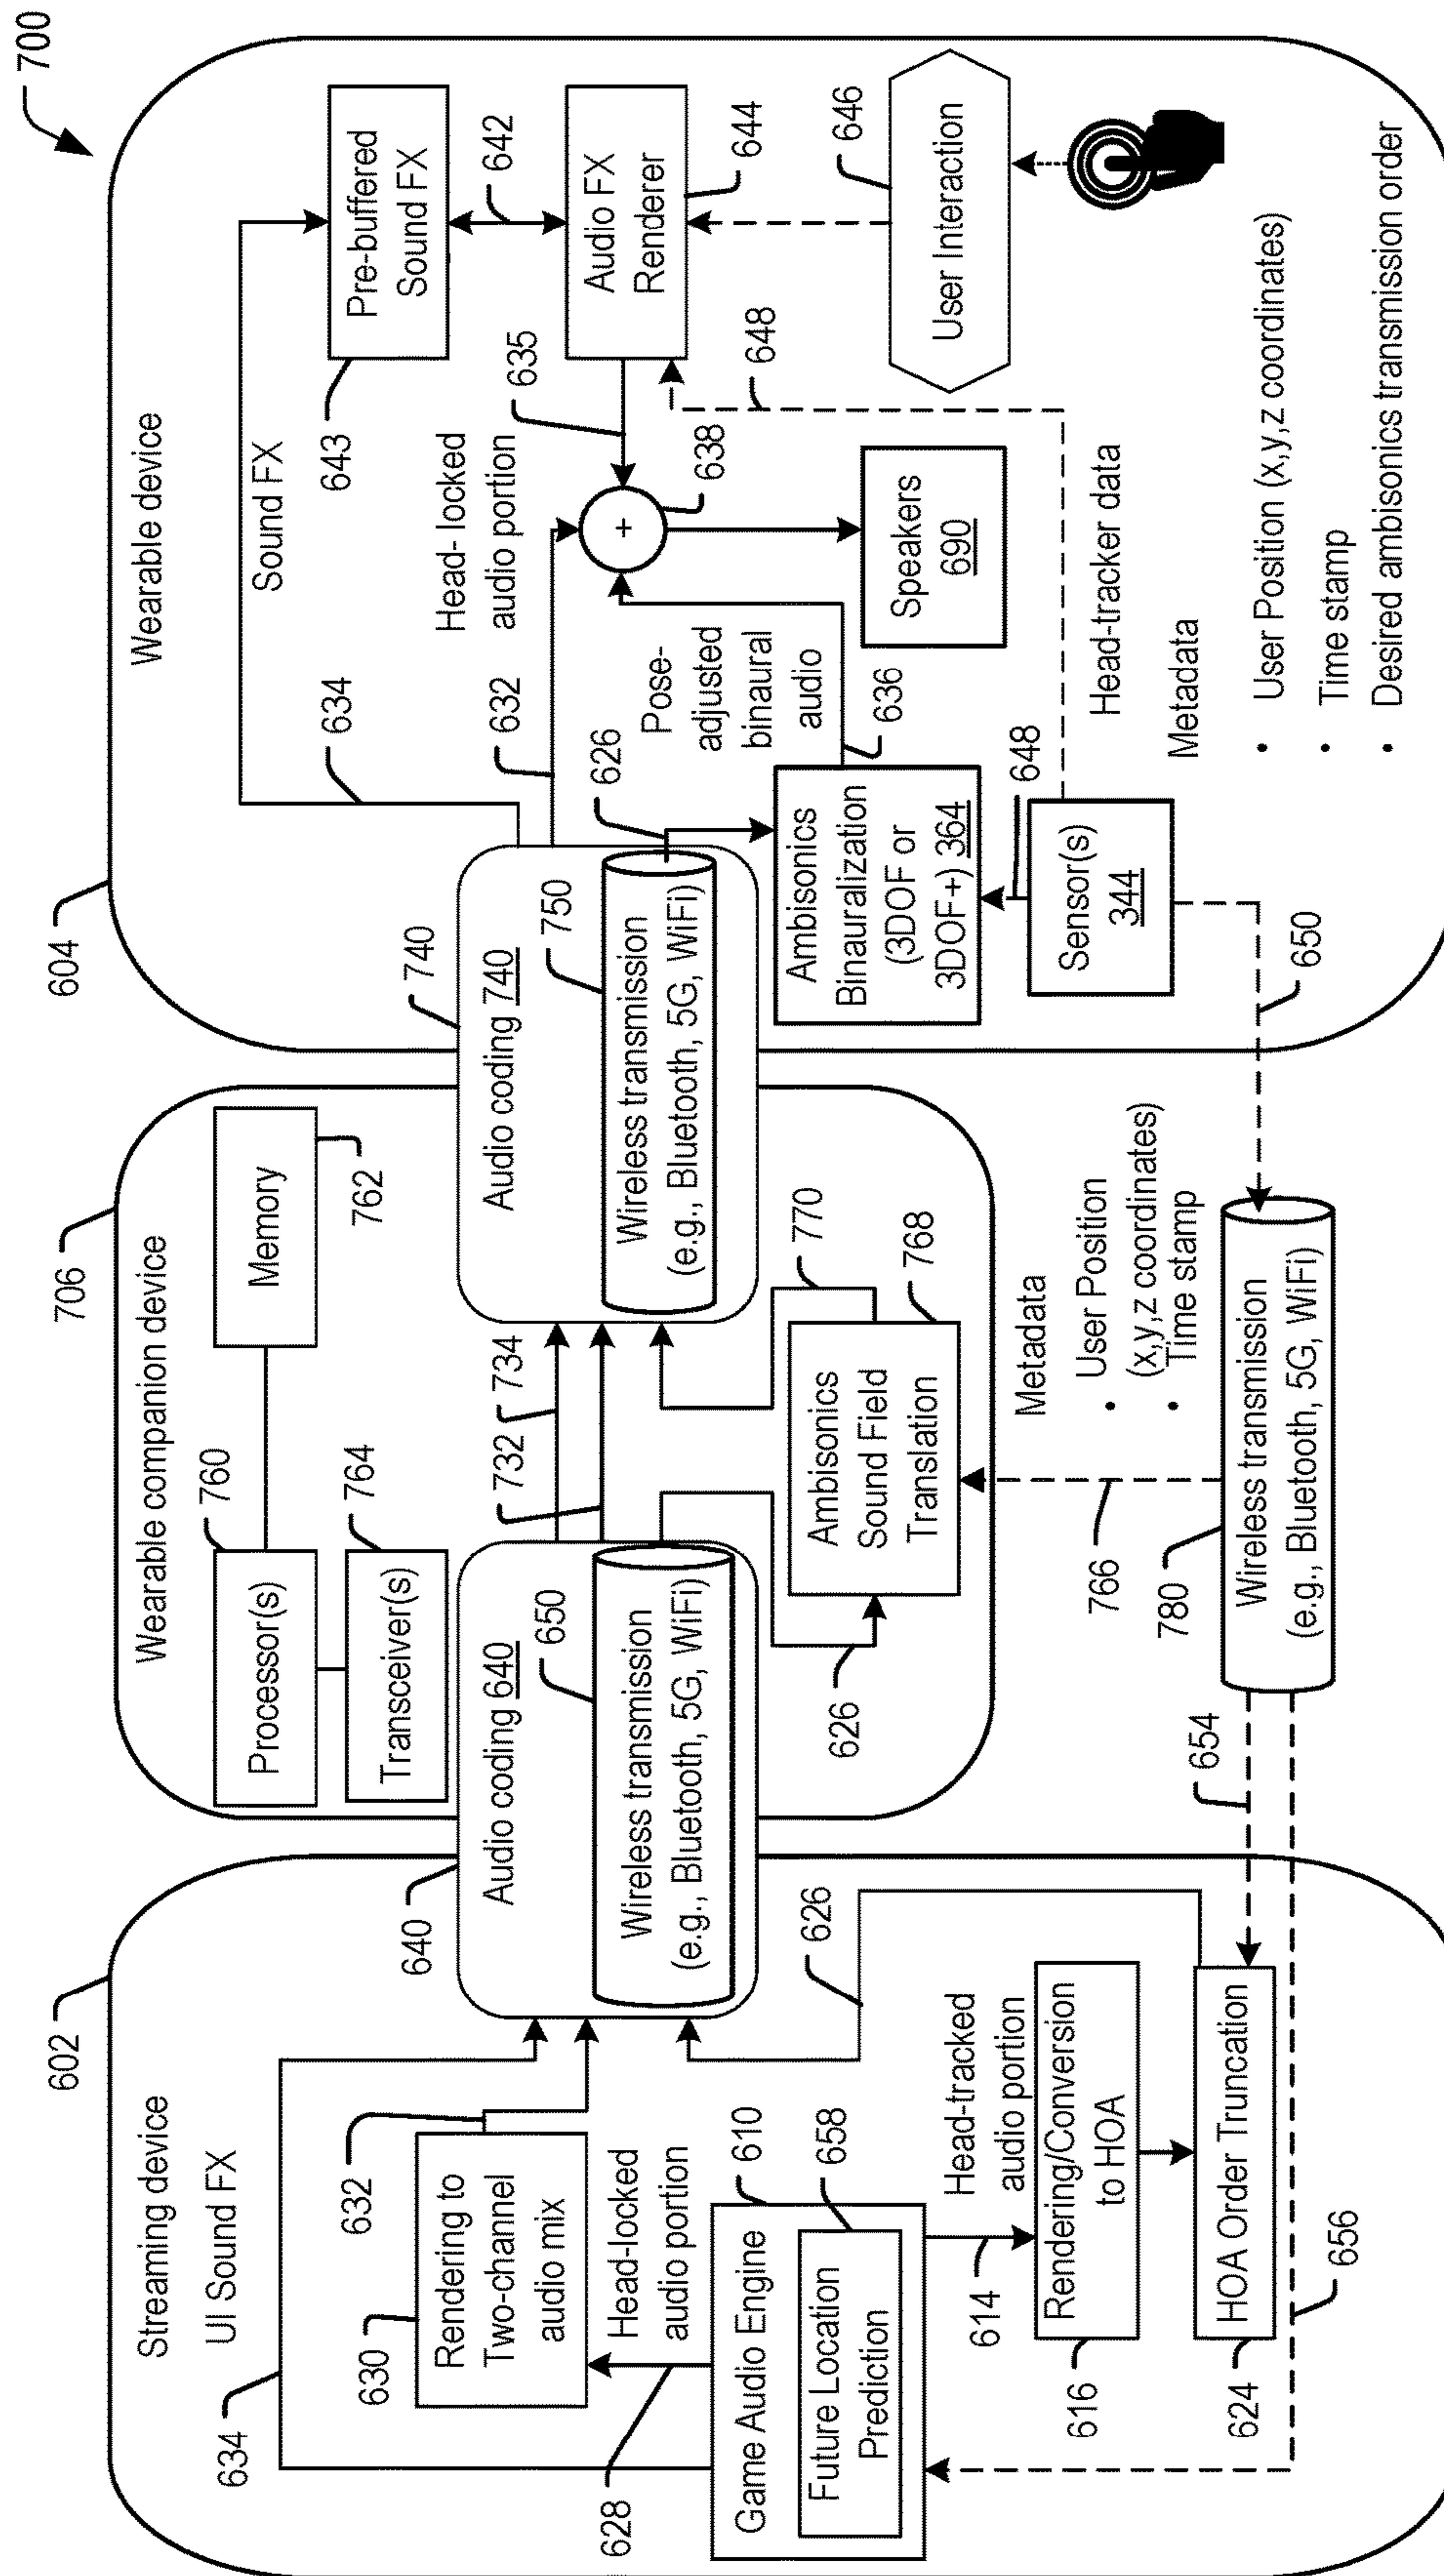 700
602
Streaming device
UI Sound FX
634
630
Rendering to
Two-channel
audio mix
632
628
Head-locked
audio portion
Game Audio Engine
610
Future Location
Prediction
658
614
Head-tracked
audio portion
Rendering/Conversion
to HOA
616
HOA Order Truncation
624
626
654
656
640
Audio coding 640
650
Wireless transmission
(e.g., Bluetooth, 5G, WiFi)
706
Wearable companion device
760
Processor(s)
764
Transceiver(s)
Memory
762
732
734
626
Ambisonics
Sound Field
Translation
768
770
766
Metadata
• User Position
(x,y,z coordinates)
• Time stamp
780
Wireless transmission
(e.g., Bluetooth, 5G, WiFi)
740
Audio coding 740
750
Wireless transmission
(e.g., Bluetooth, 5G, WiFi)
604
Wearable device
634
Sound FX
643
Pre-buffered
Sound FX
642
632
Head- locked
audio portion
635
Audio FX
Renderer
644
626
Pose-
adjusted
binaural
audio
636
638
+
648
646
User Interaction
Speakers
690
Ambisonics
Binauralization
(3DOF or
3DOF+) 364
648
Sensor(s)
344
650
Head-tracker data
Metadata
• User Position (x,y,z coordinates)
• Time stamp
• Desired ambisonics transmission order